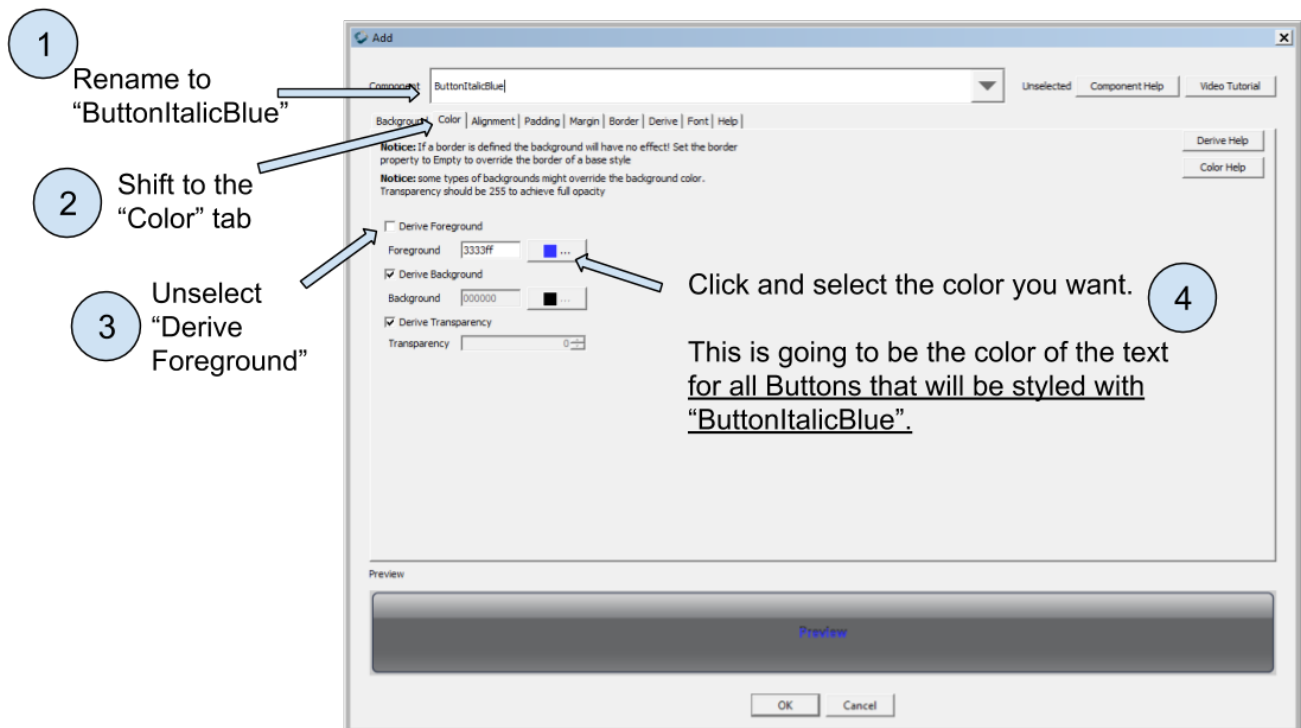 1
Rename to
“ButtonItalicBlue”
2
Shift to the
“Color” tab
3
Unselect
“Derive
Foreground”
Add
Component ButtonItalicBlue Unselected Component Help Video Tutorial
Background Color Alignment Padding Margin Border Derive Font Help
Notice: If a border is defined the background will have no effect! Set the border
property to Empty to override the border of a base style
Notice: some types of backgrounds might override the background color.
Transparency should be 255 to achieve full opacity
Derive Help
Color Help
Derive Foreground
Foreground 3333ff ...
Derive Background
Background 000000 ...
Derive Transparency
Transparency 0
Click and select the color you want.
4
This is going to be the color of the text
for all Buttons that will be styled with
“ButtonItalicBlue”.
Preview
Preview
OK Cancel